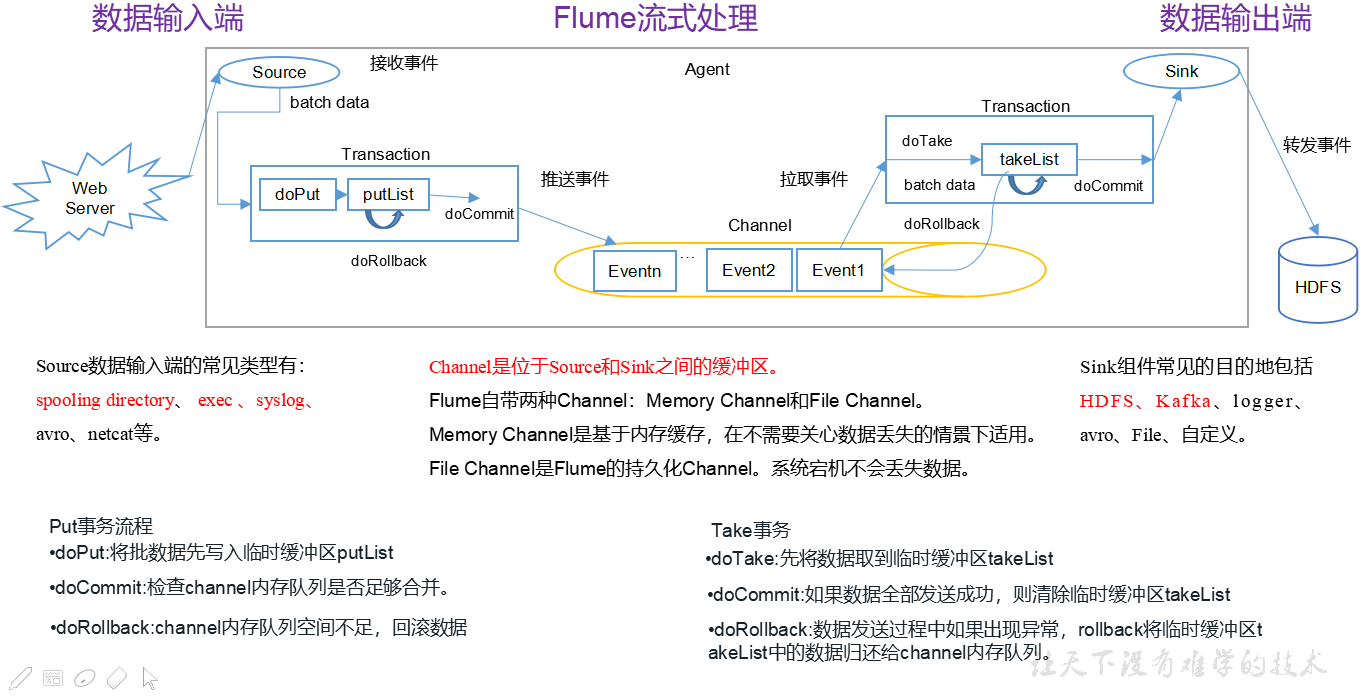 数据输入端
Flume流式处理
数据输出端
Source
接收事件
Agent
Sink
batch data
Transaction
Transaction
doTake
takeList
batch data
doCommit
转发事件
Web
Server
doPut
putList
doCommit
推送事件
拉取事件
doRollback
Channel
doRollback
Eventn
...
Event2
Event1
HDFS
Source数据输入端的常见类型有：
spooling directory、 exec 、syslog、
avro、netcat等。
Channel是位于Source和Sink之间的缓冲区。
Flume自带两种Channel：Memory Channel和File Channel。
Memory Channel是基于内存缓存，在不需要关心数据丢失的情景下适用。
File Channel是Flume的持久化Channel。系统宕机不会丢失数据。
Sink组件常见的目的地包括
HDFS、Kafka、logger、
avro、File、自定义。
Put事务流程
•doPut:将批数据先写入临时缓冲区putList
•doCommit:检查channel内存队列是否足够合并。
•doRollback:channel内存队列空间不足，回滚数据
Take事务
•doTake:先将数据取到临时缓冲区takeList
•doCommit:如果数据全部发送成功，则清除临时缓冲区takeList
•doRollback:数据发送过程中如果出现异常，rollback将临时缓冲区t
akeList中的数据归还给channel内存队列。
让天下没有难学的技术